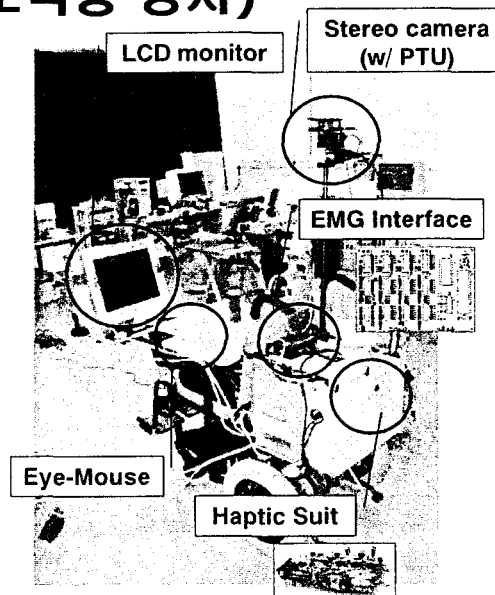 LCD monitor
Stereo camera
(w/ PTU)
EMG Interface
Eye-Mouse
Haptic Suit